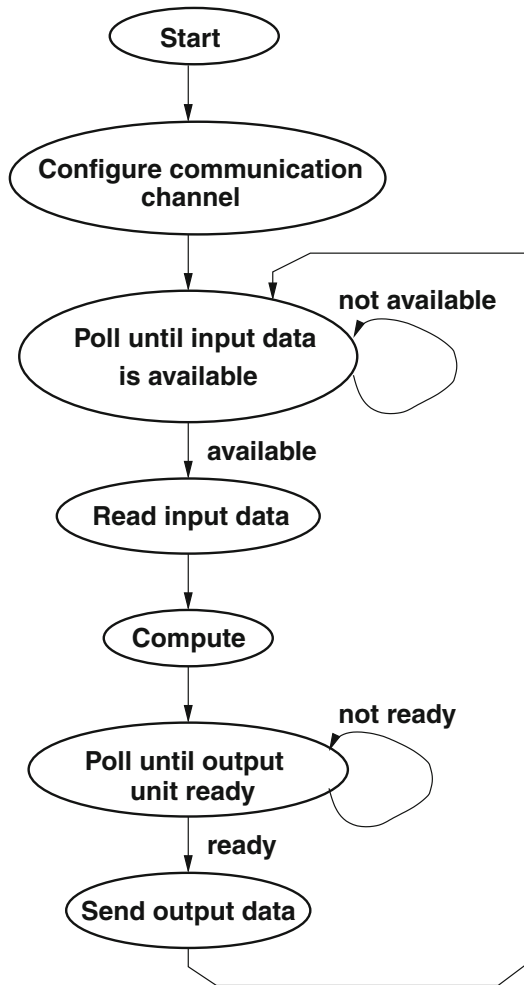 Start
Configure communication
channel
not available
Poll until input data
is available
available
Read input data
Compute
not ready
Poll until output
unit ready
ready
Send output data